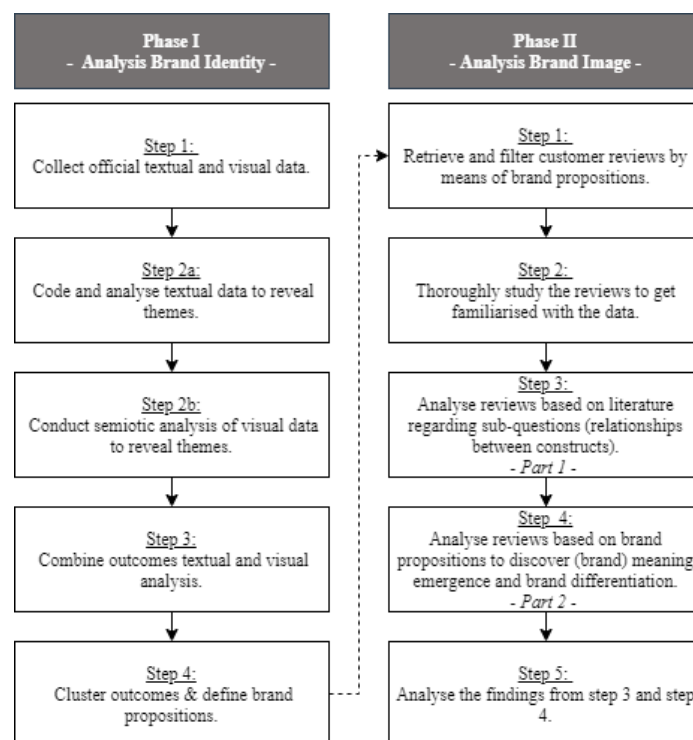 Phase I
- Analysis Brand Identity -
Step 1:
Collect official textual and visual data.
Step 2a:
Code and analyse textual data to reveal
themes.
Step 2b:
Conduct semiotic analysis of visual data
to reveal themes.
Step 3:
Combine outcomes textual and visual
analysis.
Step 4:
Cluster outcomes & define brand
propositions.
Phase II
- Analysis Brand Image -
Step 1:
Retrieve and filter customer reviews by
means of brand propositions.
Step 2:
Thoroughly study the reviews to get
familiarised with the data.
Step 3:
Analyse reviews based on literature
regarding sub-questions (relationships
between constructs).
- Part 1 -
Step 4:
Analyse reviews based on brand
propositions to discover (brand) meaning
emergence and brand differentiation.
- Part 2 -
Step 5:
Analyse the findings from step 3 and step
4.